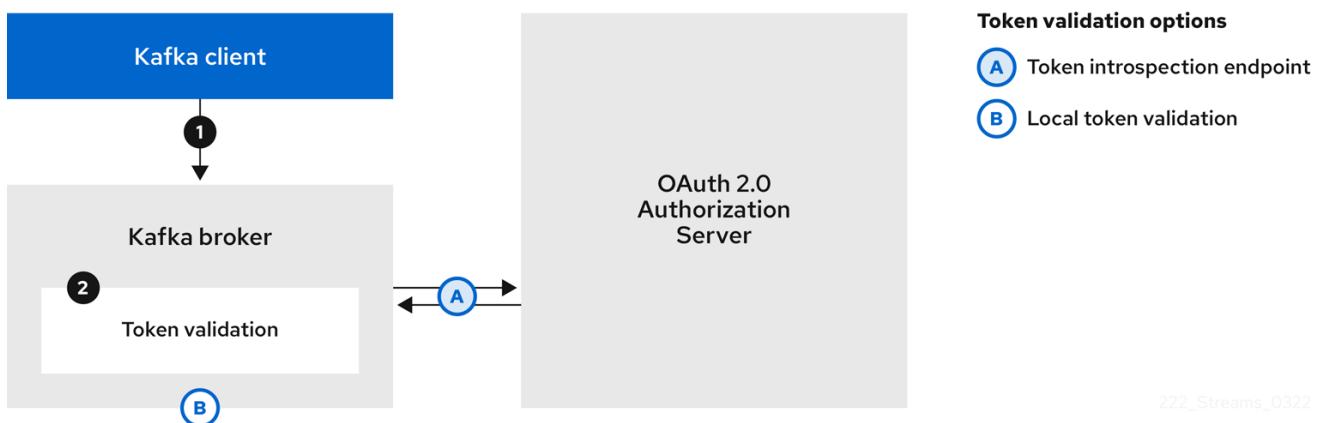 Kafka client
1
Kafka broker
2
Token validation
B
A
OAuth 2.0
Authorization
Server
Token validation options
A Token introspection endpoint
B Local token validation
222_Streams_0322